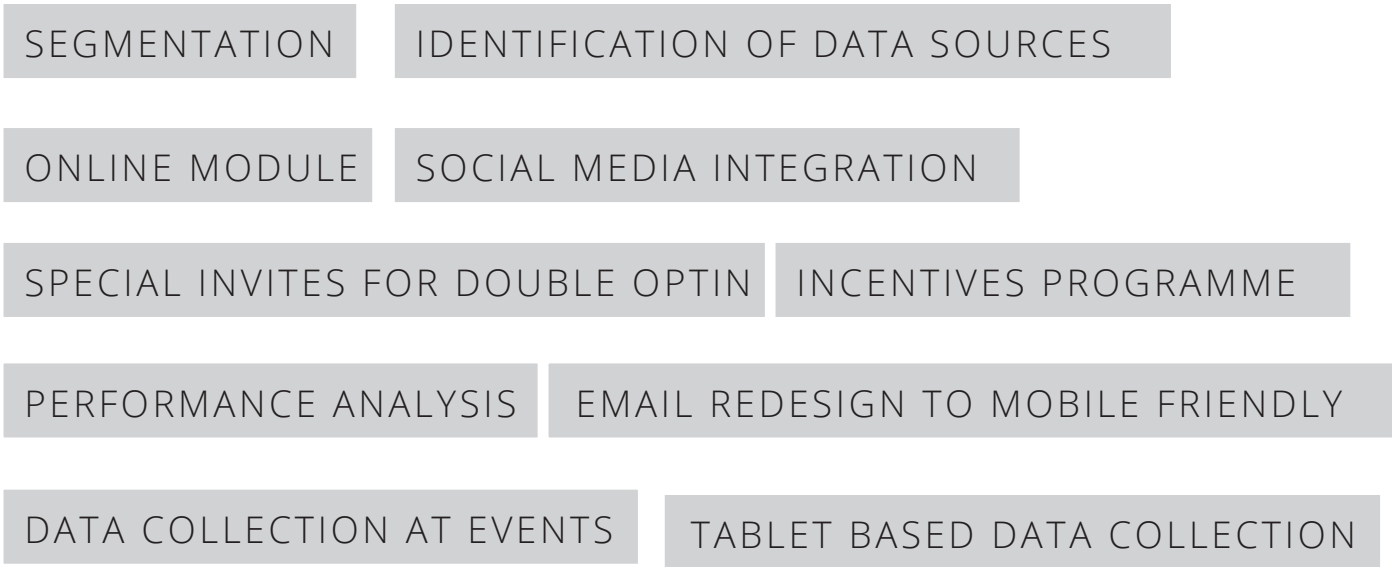 SEGMENTATION
IDENTIFICATION OF DATA SOURCES
ONLINE MODULE
SOCIAL MEDIA INTEGRATION
SPECIAL INVITES FOR DOUBLE OPTIN
INCENTIVES PROGRAMME
PERFORMANCE ANALYSIS
EMAIL REDESIGN TO MOBILE FRIENDLY
DATA COLLECTION AT EVENTS
TABLET BASED DATA COLLECTION